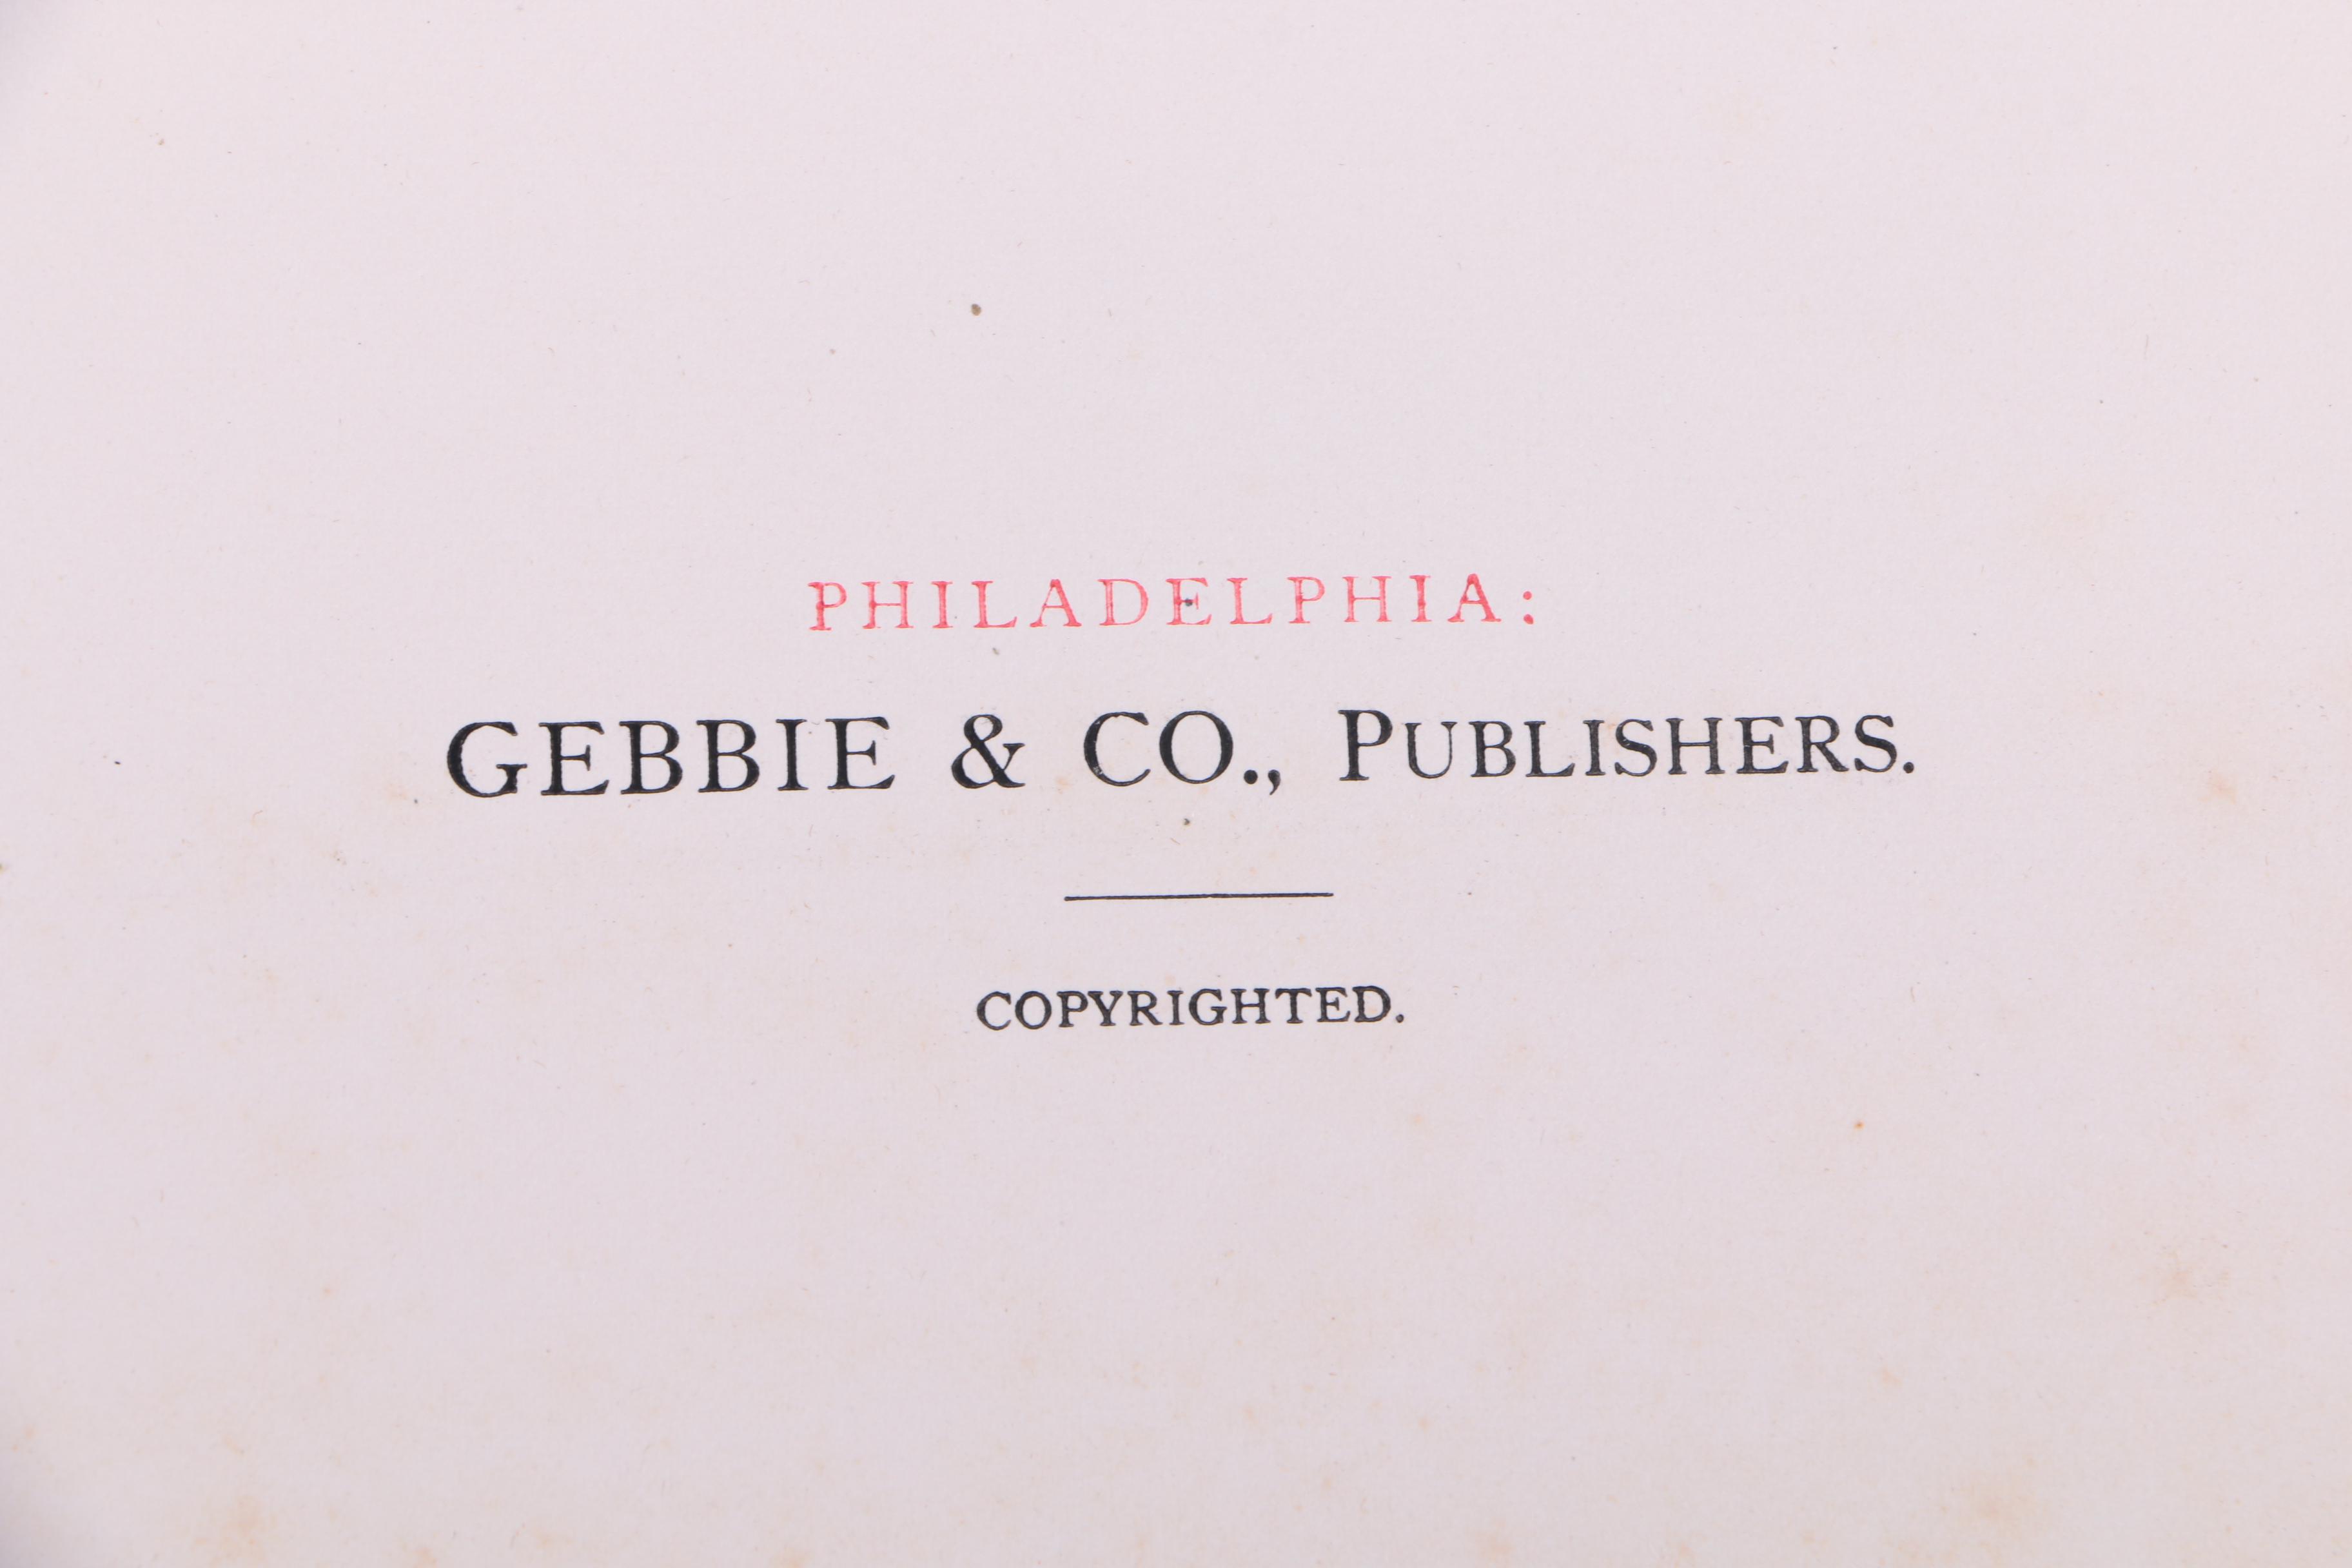 PHILADELPHIA:
GEBBIE & CO., PUBLISHERS.
COPYRIGHTED.